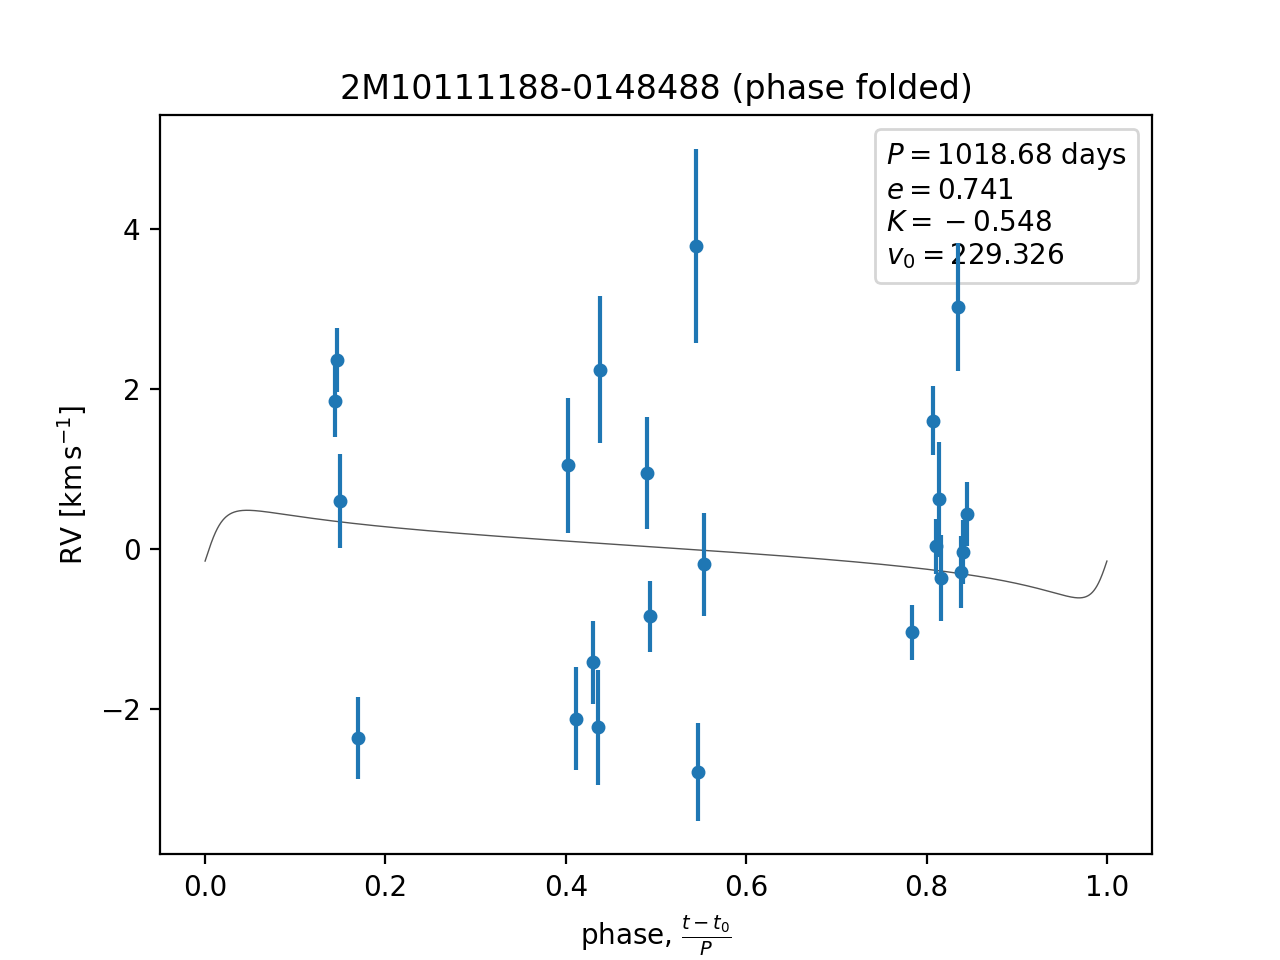 2M10111188-0148488 (phase folded)
P = 1018.68 days
e = 0.741
K = −0.548
v₀ = 229.326
RV [km s⁻¹]
4
2
0
−2
0.0 0.2 0.4 0.6 0.8 1.0
phase, (t − t₀)/P